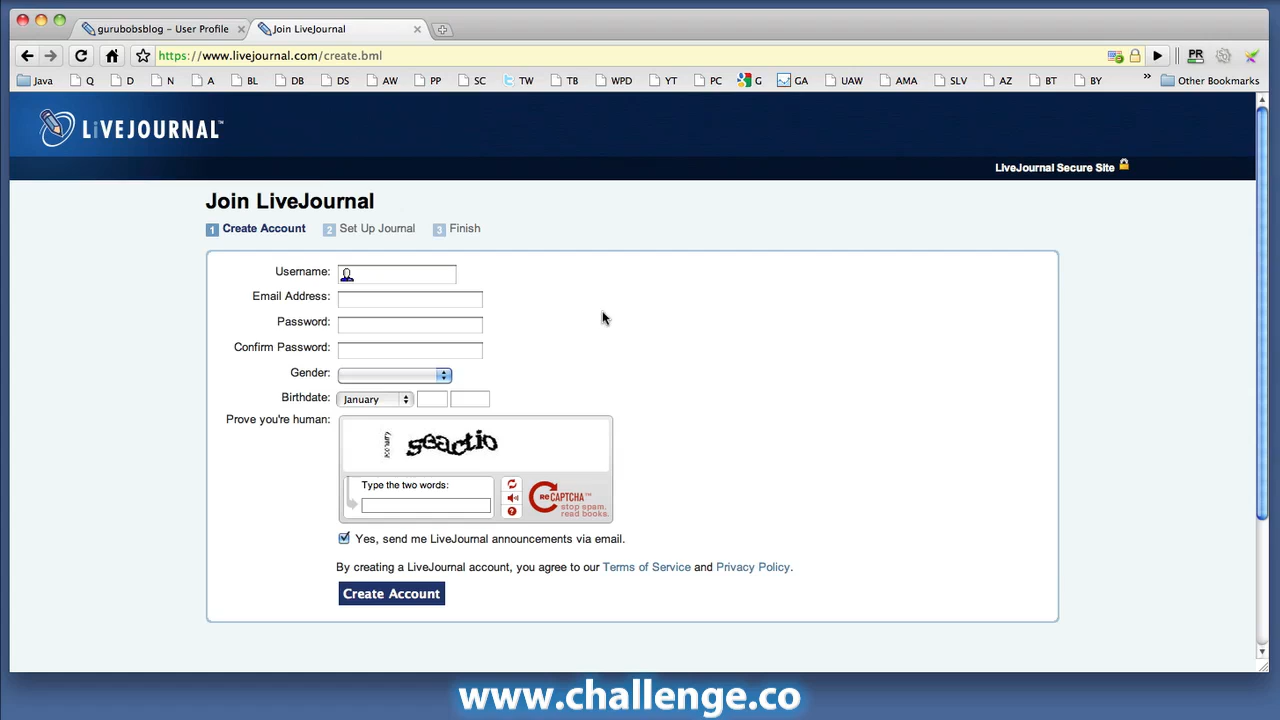 gurubobsblog – User Profile
Join LiveJournal
https://www.livejournal.com/create.bml
PR
Java Q D N A BL DB DS AW PP SC TW TB WPD YT PC G GA UAW AMA SLV AZ BT BY » Other Bookmarks
LiVEJOURNAL™
LiveJournal Secure Site
Join LiveJournal
1 Create Account 2 Set Up Journal 3 Finish
Username:
Email Address:
Password:
Confirm Password:
Gender:
Birthdate: January
Prove you're human:
seactio
Type the two words:
reCAPTCHA™
stop spam.
read books.
Yes, send me LiveJournal announcements via email.
By creating a LiveJournal account, you agree to our Terms of Service and Privacy Policy.
Create Account
www.challenge.co